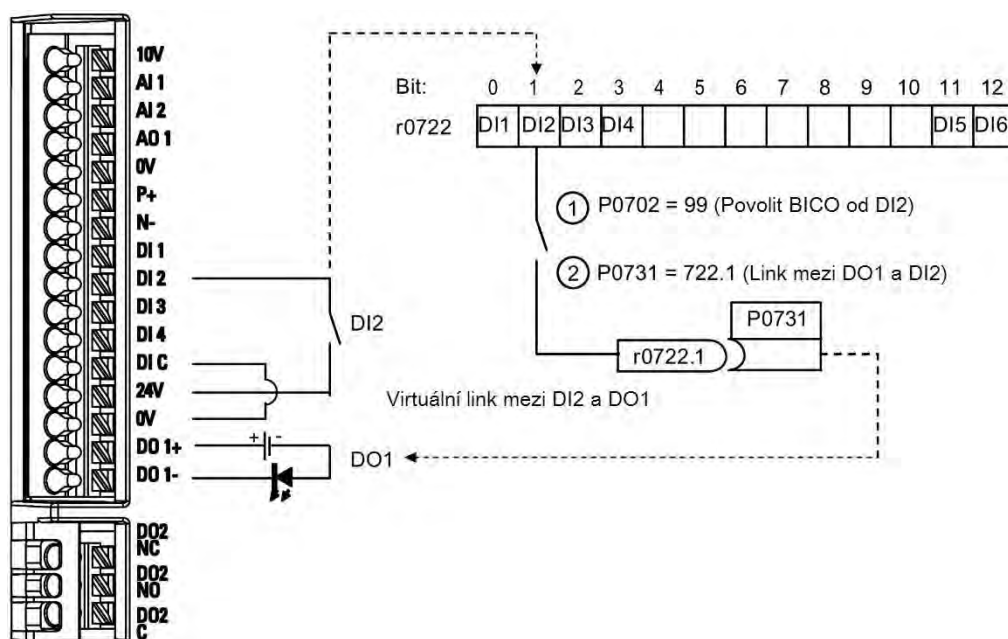 10V
AI 1
AI 2
AO 1
0V
P+
N-
DI 1
DI 2
DI 3
DI 4
DI C
24V
0V
DO 1+
DO 1-
DO2
NC
DO2
NO
DO2
C
DI2
+ -
DO1
Virtuální link mezi DI2 a DO1
Bit: 0 1 2 3 4 5 6 7 8 9 10 11 12
r0722 DI1 DI2 DI3 DI4 DI5 DI6
1 P0702 = 99 (Povolit BICO od DI2)
2 P0731 = 722.1 (Link mezi DO1 a DI2)
P0731
r0722.1